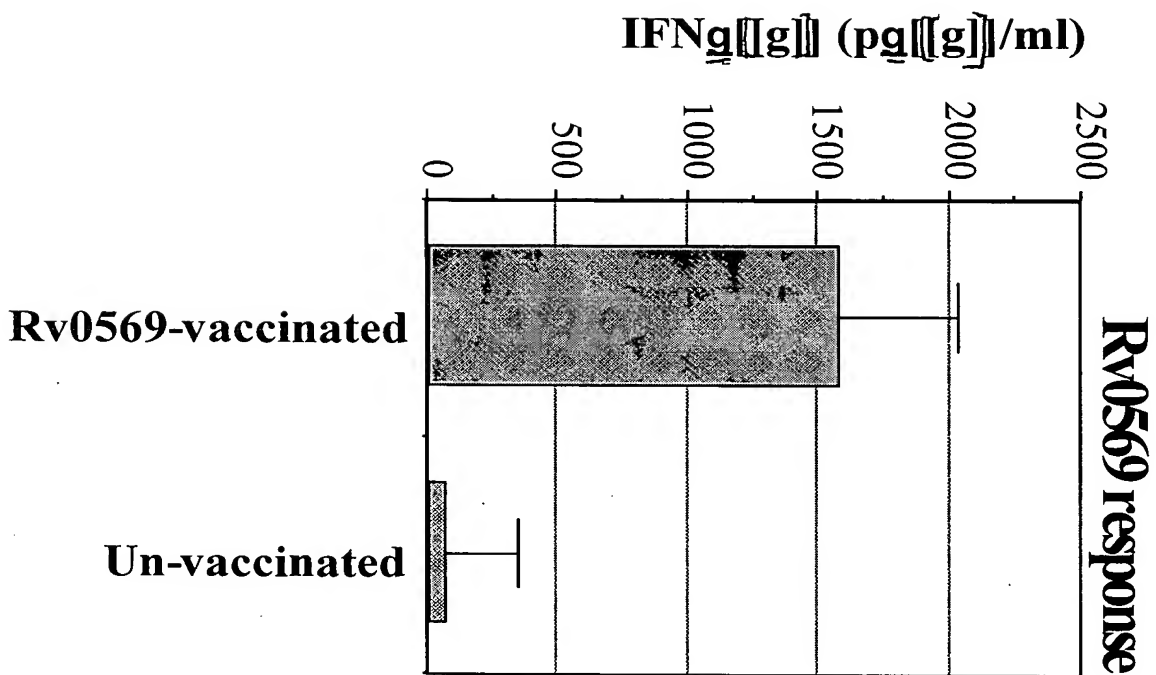 IFNg[[g]] (pg[[g]]/ml)
0
500
1000
1500
2000
2500
Rv0569 response
Rv0569-vaccinated
Un-vaccinated